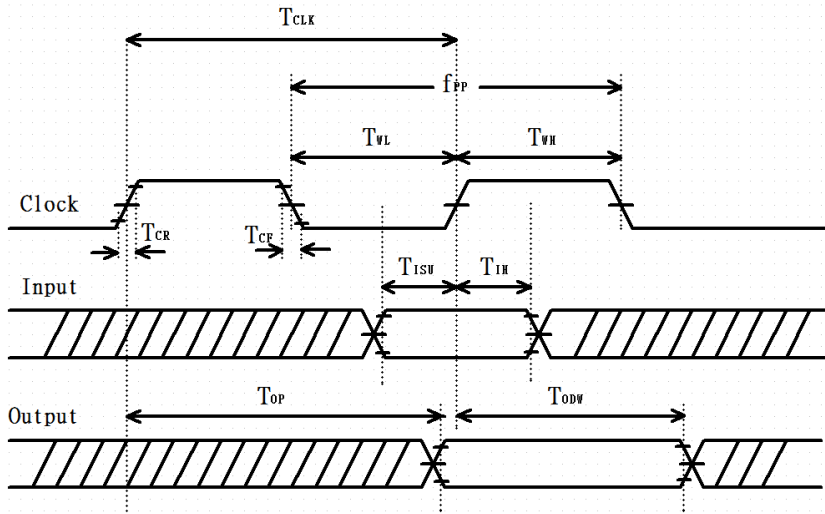 TCLK
fPP
TWL TWH
Clock
TCR TCF
TISU TIH
Input
TOP TODW
Output